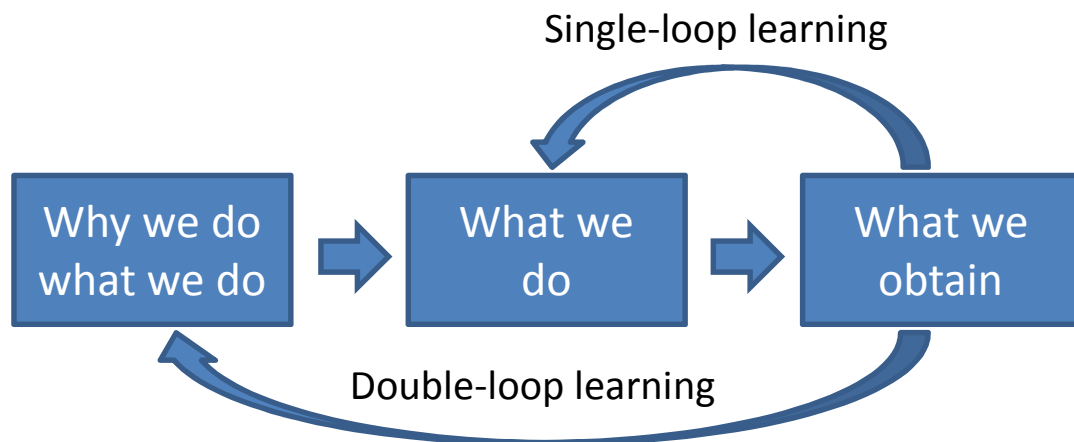 Single-loop learning
Why we do
what we do
What we
do
What we
obtain
Double-loop learning